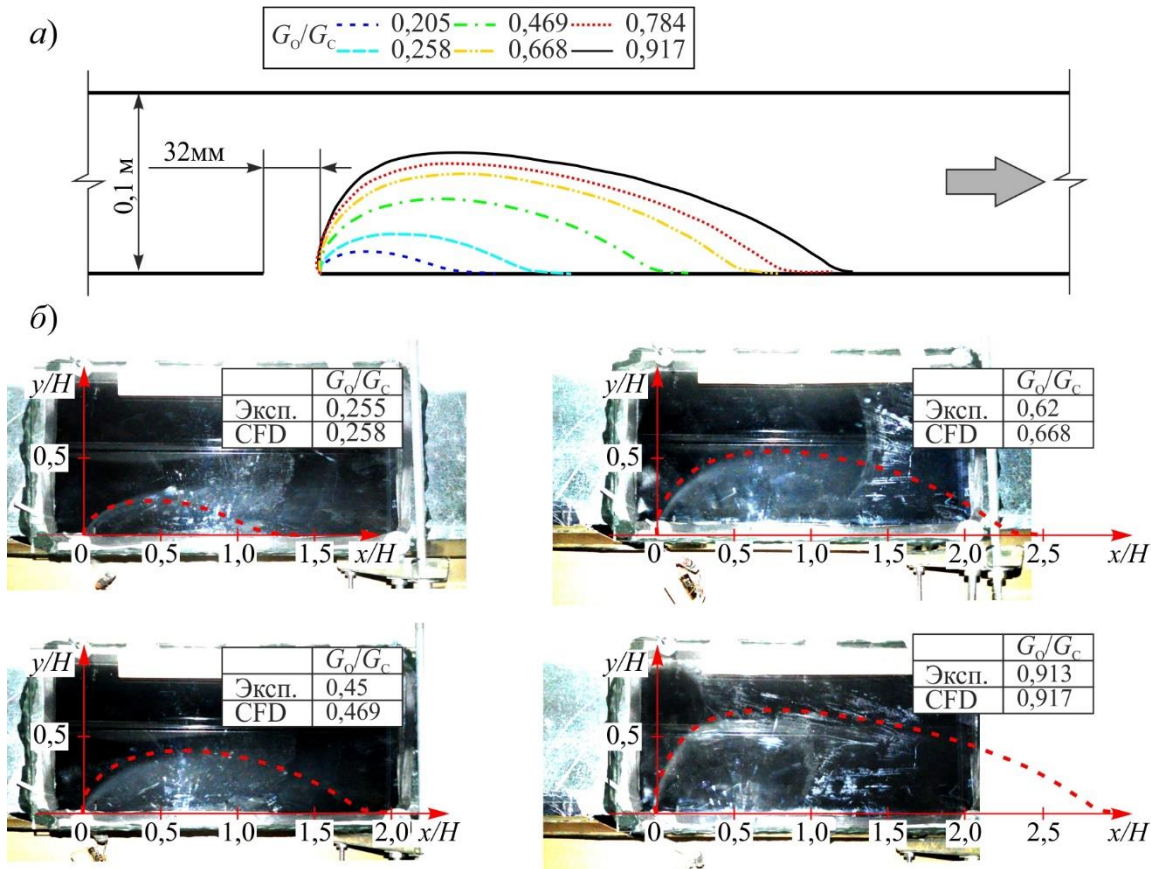 а)
G_O/G_C 0,205 0,469 0,784
0,258 0,668 0,917
0,1 м
32мм
б)
y/H
G_O/G_C
Эксп. 0,255
CFD 0,258
0,5
0 0,5 1,0 1,5
x/H
y/H
G_O/G_C
Эксп. 0,62
CFD 0,668
0,5
0 0,5 1,0 1,5 2,0 2,5
x/H
y/H
G_O/G_C
Эксп. 0,45
CFD 0,469
0,5
0 0,5 1,0 1,5 2,0
x/H
y/H
G_O/G_C
Эксп. 0,913
CFD 0,917
0,5
0 0,5 1,0 1,5 2,0 2,5
x/H